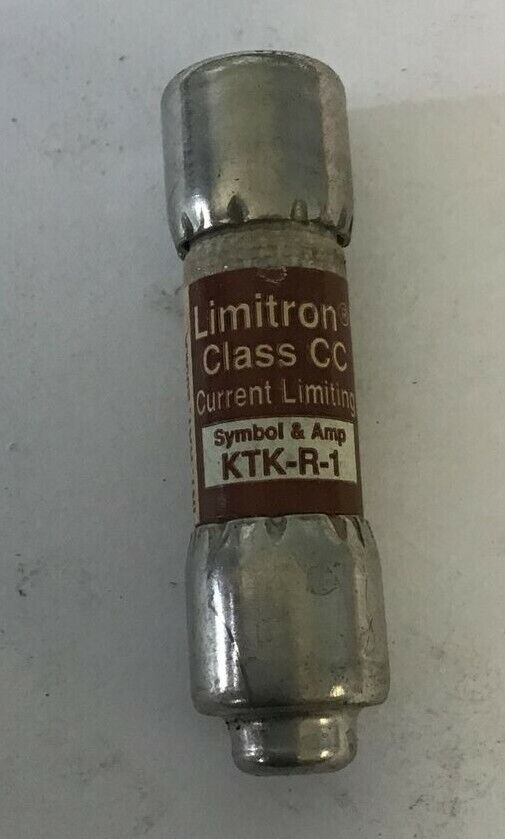 Limitron®
Class CC
Current Limiting
Symbol & Amp
KTK-R-1